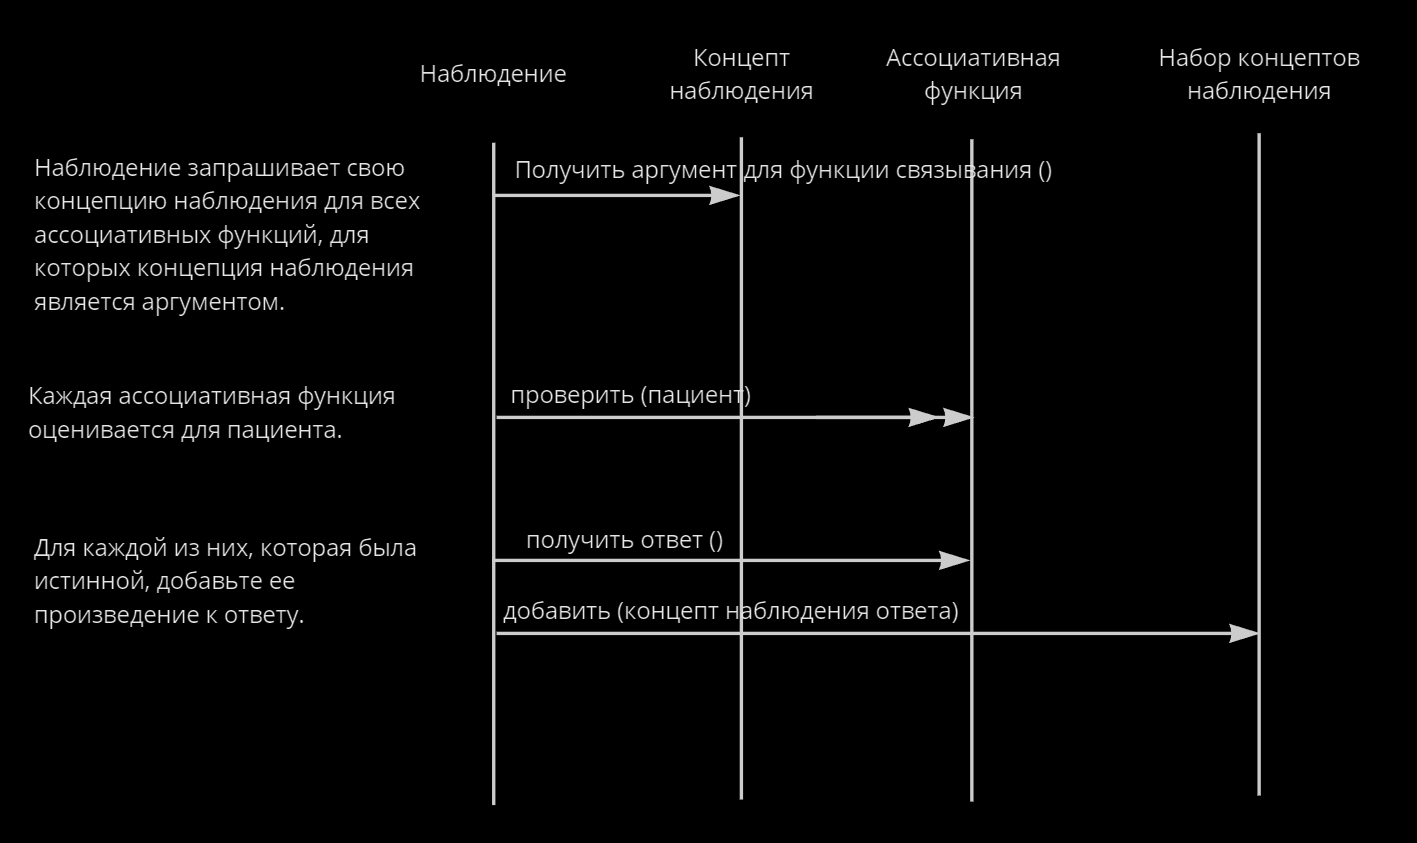 Наблюдение
Концепт
наблюдения
Ассоциативная
функция
Набор концептов
наблюдения
Наблюдение запрашивает свою
концепцию наблюдения для всех
ассоциативных функций, для
которых концепция наблюдения
является аргументом.
Получить аргумент для функции связывания ()
Каждая ассоциативная функция
оценивается для пациента.
проверить (пациент)
Для каждой из них, которая была
истинной, добавьте ее
произведение к ответу.
получить ответ ()
добавить (концепт наблюдения ответа)